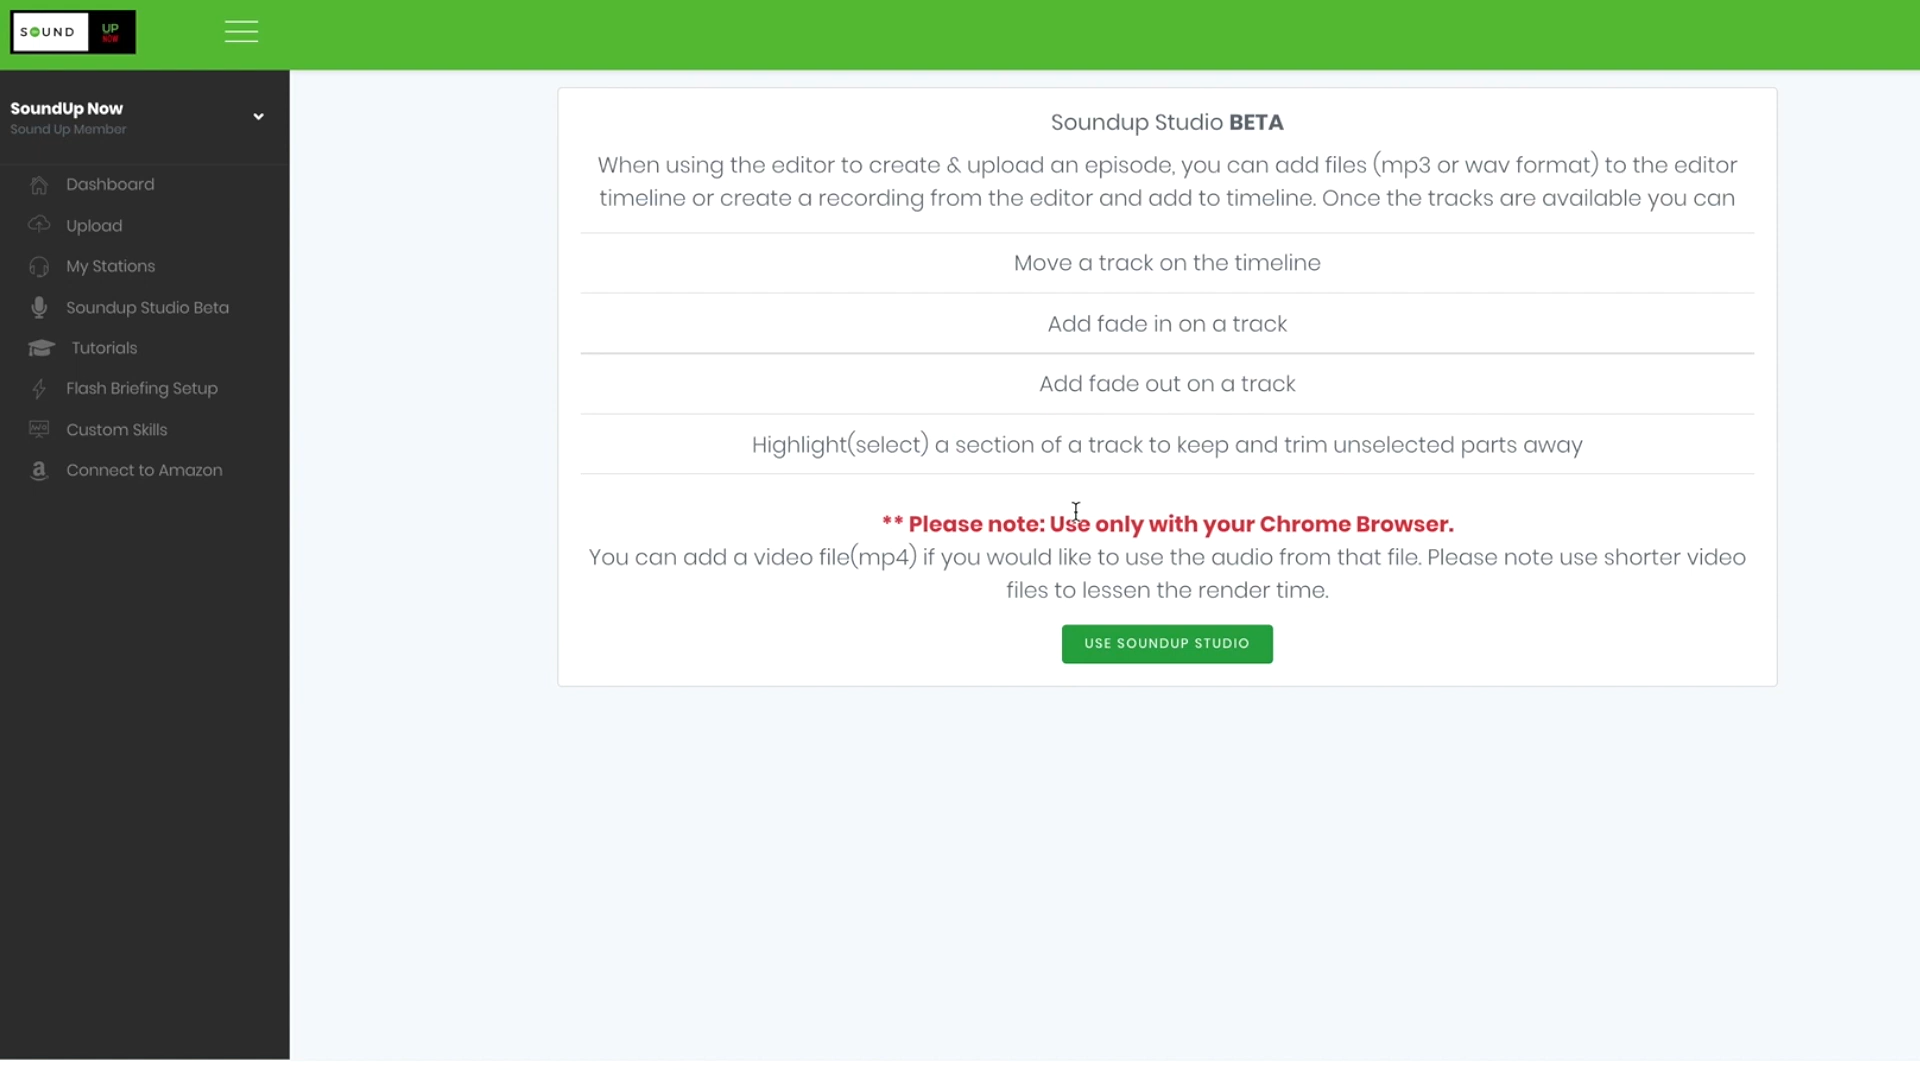 SOUND UP NOW
SoundUp Now
Sound Up Member
Dashboard
Upload
My Stations
Soundup Studio Beta
Tutorials
Flash Briefing Setup
Custom Skills
a Connect to Amazon
Soundup Studio BETA
When using the editor to create & upload an episode, you can add files (mp3 or wav format) to the editor
timeline or create a recording from the editor and add to timeline. Once the tracks are available you can
Move a track on the timeline
Add fade in on a track
Add fade out on a track
Highlight(select) a section of a track to keep and trim unselected parts away
** Please note: Use only with your Chrome Browser.
You can add a video file(mp4) if you would like to use the audio from that file. Please note use shorter video
files to lessen the render time.
USE SOUNDUP STUDIO